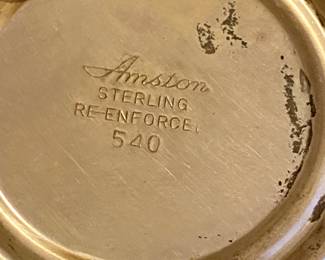 Amston
STERLING
RE-ENFORCE.
540